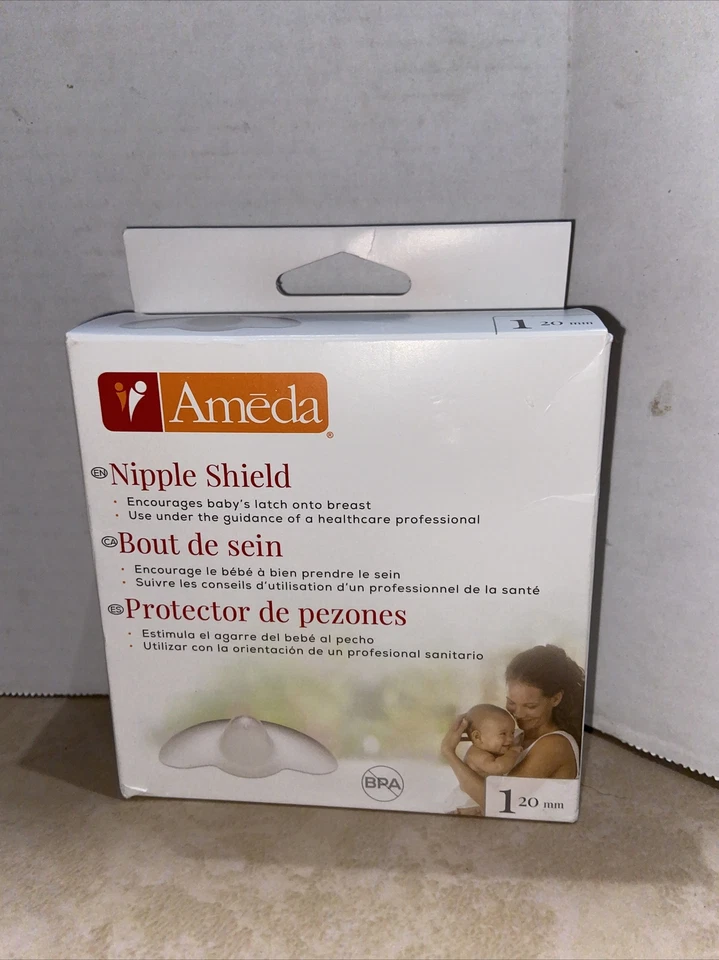 1 20 mm
Amēda®
EN Nipple Shield
• Encourages baby's latch onto breast
• Use under the guidance of a healthcare professional
CA Bout de sein
• Encourage le bébé à bien prendre le sein
• Suivre les conseils d'utilisation d'un professionnel de la santé
ES Protector de pezones
• Estimula el agarre del bebé al pecho
• Utilizar con la orientación de un profesional sanitario
BPA
1 20 mm